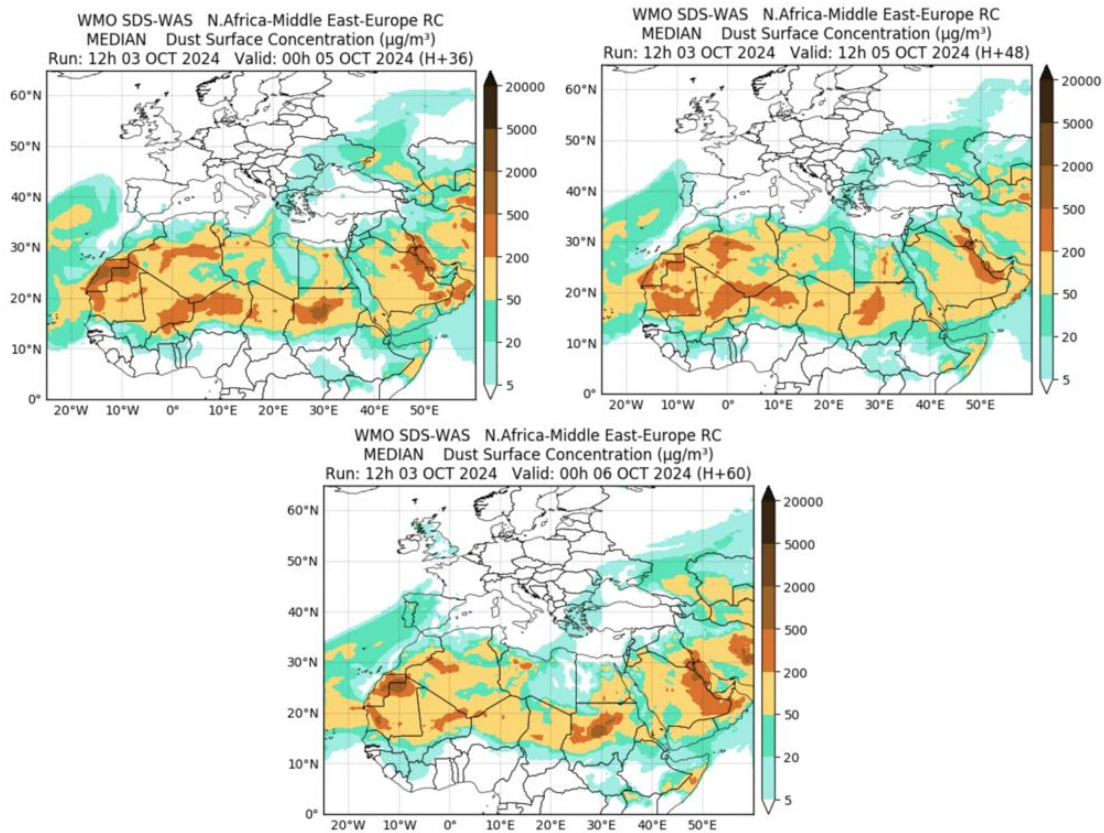 WMO SDS-WAS N.Africa-Middle East-Europe RC
MEDIAN Dust Surface Concentration (µg/m³)
Run: 12h 03 OCT 2024 Valid: 00h 05 OCT 2024 (H+36)
60°N
50°N
40°N
30°N
20°N
10°N
0°
20°W 10°W 0° 10°E 20°E 30°E 40°E 50°E
20000
5000
2000
500
200
50
20
5
WMO SDS-WAS N.Africa-Middle East-Europe RC
MEDIAN Dust Surface Concentration (µg/m³)
Run: 12h 03 OCT 2024 Valid: 12h 05 OCT 2024 (H+48)
60°N
50°N
40°N
30°N
20°N
10°N
0°
20°W 10°W 0° 10°E 20°E 30°E 40°E 50°E
20000
5000
2000
500
200
50
20
5
WMO SDS-WAS N.Africa-Middle East-Europe RC
MEDIAN Dust Surface Concentration (µg/m³)
Run: 12h 03 OCT 2024 Valid: 00h 06 OCT 2024 (H+60)
60°N
50°N
40°N
30°N
20°N
10°N
0°
20°W 10°W 0° 10°E 20°E 30°E 40°E 50°E
20000
5000
2000
500
200
50
20
5